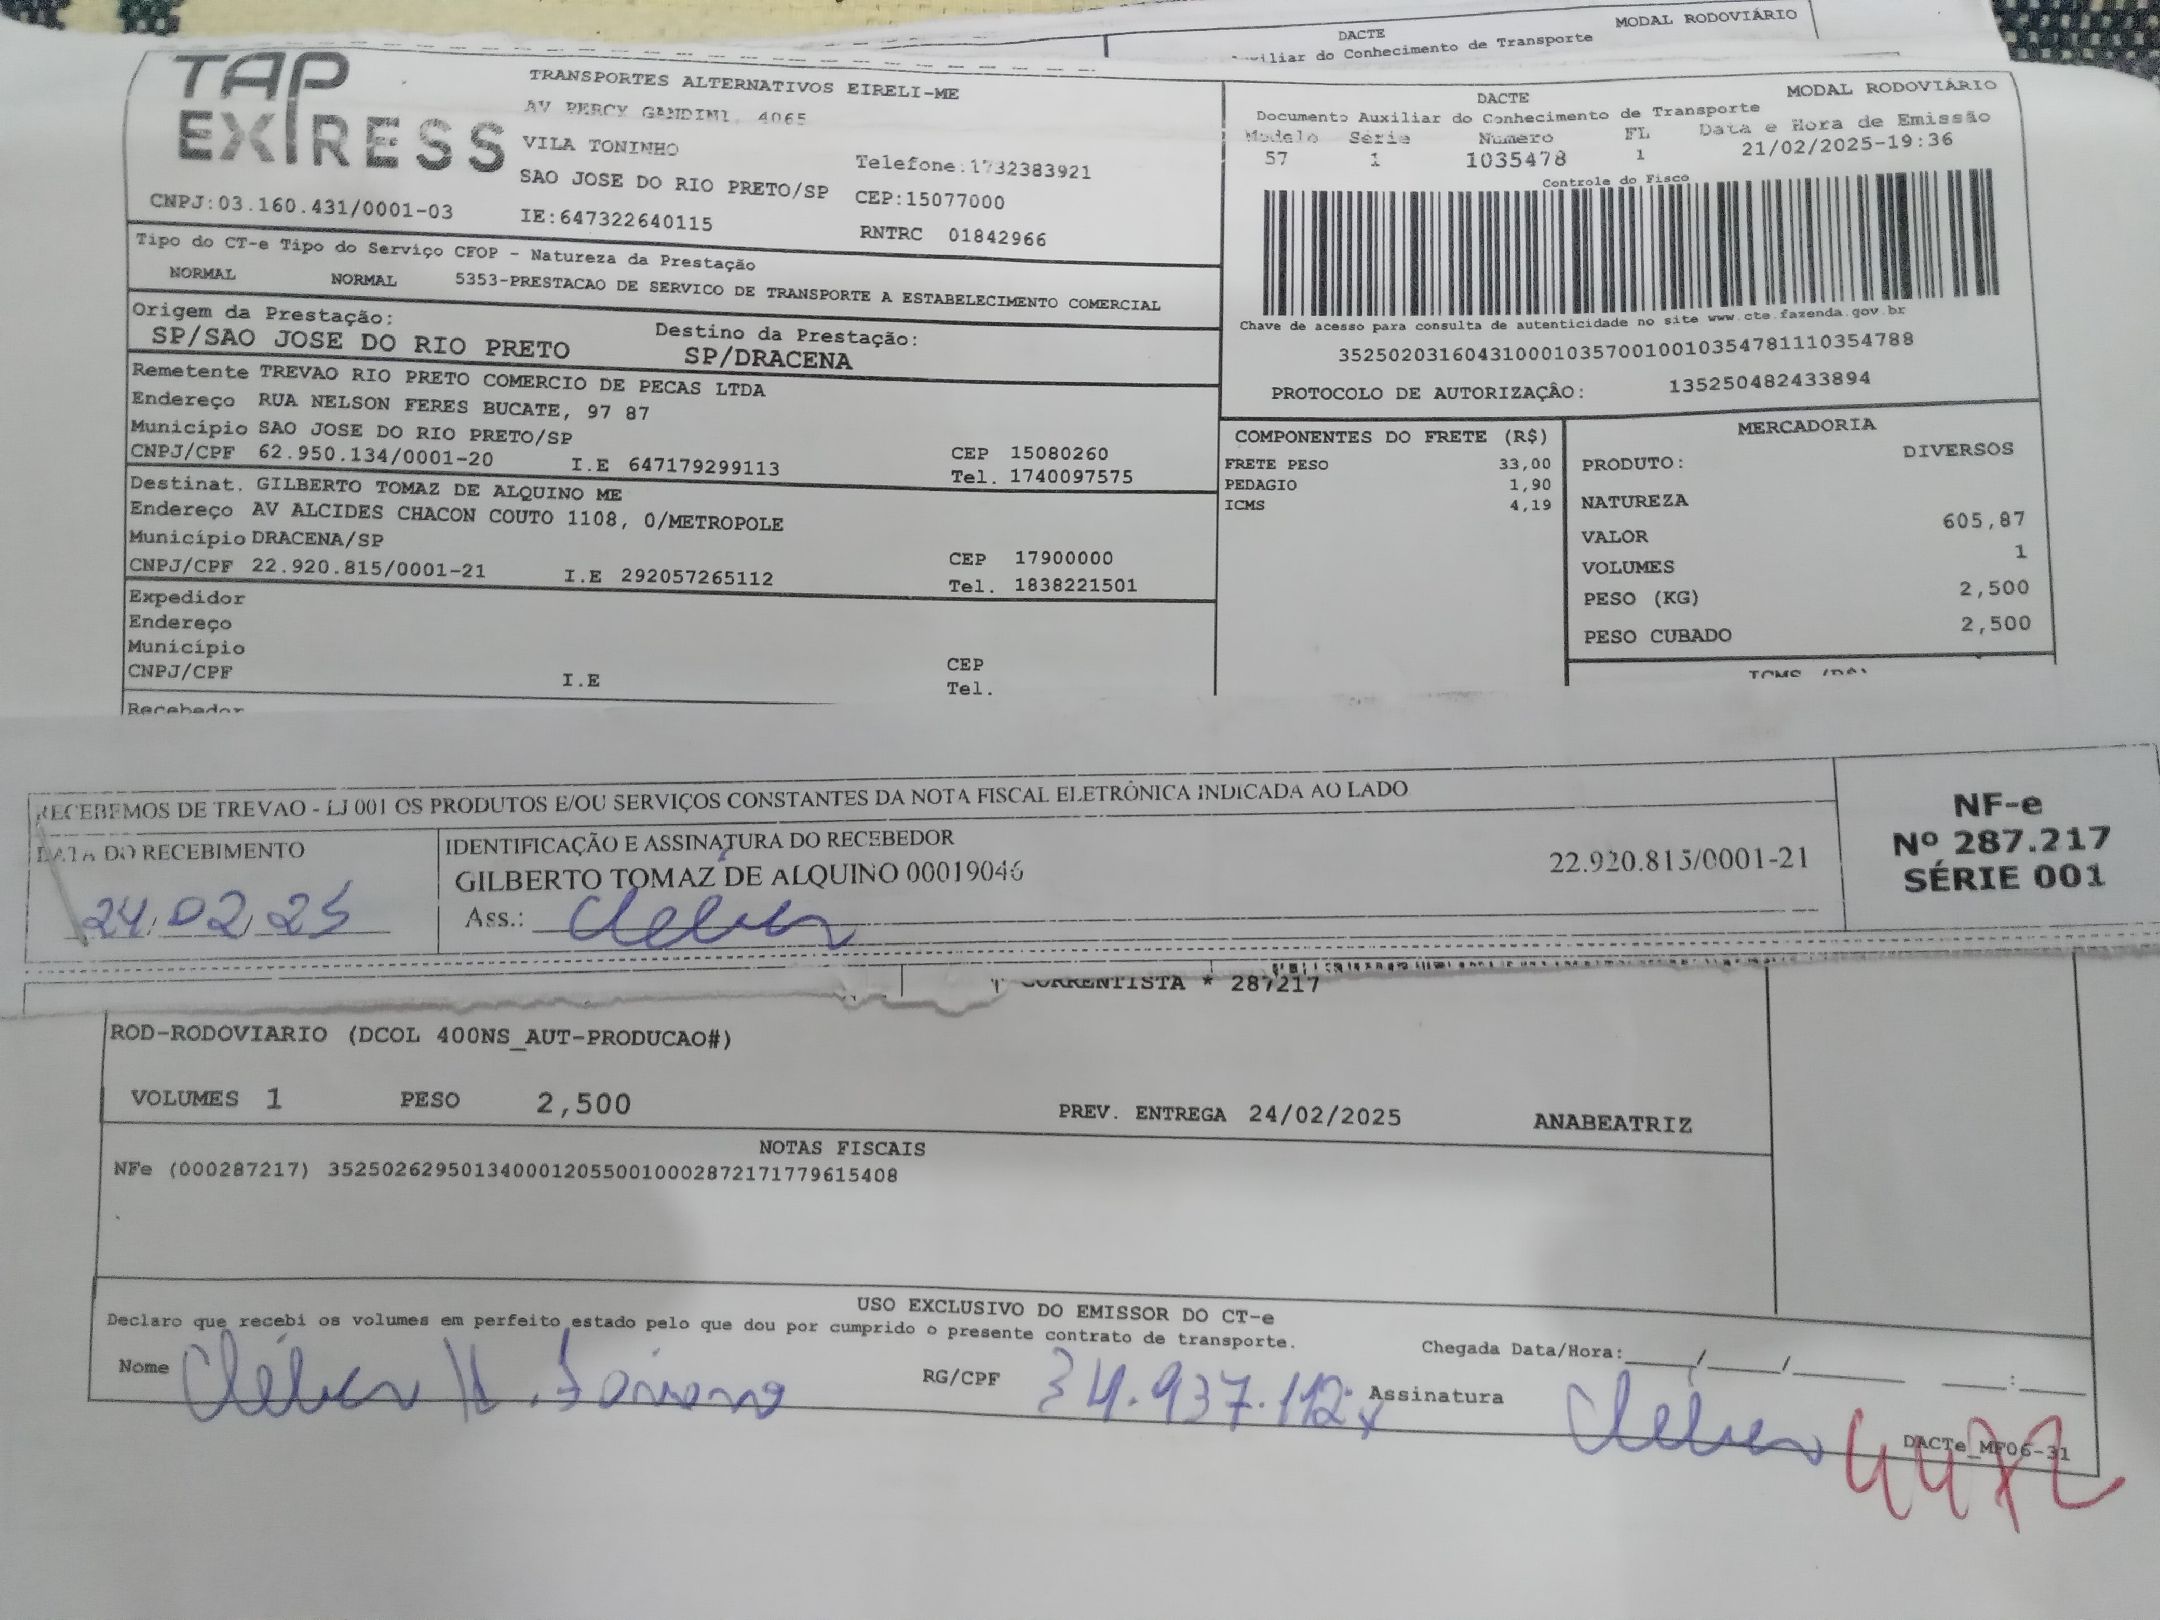 DACTE
MODAL RODOVIÁRIO
Auxiliar do Conhecimento de Transporte
TAP EXPRESS
TRANSPORTES ALTERNATIVOS EIRELI-ME
AV PERCY GANDINI, 4065
VILA TONINHO
Telefone:1732383921
SAO JOSE DO RIO PRETO/SP CEP:15077000
CNPJ:03.160.431/0001-03 IE:647322640115 RNTRC 01842966
DACTE
MODAL RODOVIÁRIO
Documento Auxiliar do Conhecimento de Transporte
Modelo Série Número FL Data e Hora de Emissão
57 1 1035478 1 21/02/2025-19:36
Controle do Fisco
Chave de acesso para consulta de autenticidade no site www.cte.fazenda.gov.br
35250203160431000103570010010354781110354788
PROTOCOLO DE AUTORIZAÇÂO: 135250482433894
Tipo do CT-e Tipo do Serviço CFOP - Natureza da Prestação
NORMAL NORMAL 5353-PRESTACAO DE SERVICO DE TRANSPORTE A ESTABELECIMENTO COMERCIAL
Origem da Prestação: Destino da Prestação:
SP/SAO JOSE DO RIO PRETO SP/DRACENA
Remetente TREVAO RIO PRETO COMERCIO DE PECAS LTDA
Endereço RUA NELSON FERES BUCATE, 97 87
Município SAO JOSE DO RIO PRETO/SP CEP 15080260
CNPJ/CPF 62.950.134/0001-20 I.E 647179299113 Tel. 1740097575
Destinat. GILBERTO TOMAZ DE ALQUINO ME
Endereço AV ALCIDES CHACON COUTO 1108, 0/METROPOLE
Município DRACENA/SP CEP 17900000
CNPJ/CPF 22.920.815/0001-21 I.E 292057265112 Tel. 1838221501
Expedidor
Endereço
Município CEP
CNPJ/CPF I.E Tel.
Recebedor
COMPONENTES DO FRETE (R$)
FRETE PESO 33,00
PEDAGIO 1,90
ICMS 4,19
MERCADORIA
PRODUTO: DIVERSOS
NATUREZA
VALOR 605,87
VOLUMES 1
PESO (KG) 2,500
PESO CUBADO 2,500
ICMS (R$)
RECEBEMOS DE TREVAO - LJ 001 OS PRODUTOS E/OU SERVIÇOS CONSTANTES DA NOTA FISCAL ELETRÔNICA INDICADA AO LADO
DATA DO RECEBIMENTO
24,02,25
IDENTIFICAÇÃO E ASSINATURA DO RECEBEDOR
GILBERTO TOMAZ DE ALQUINO 00019046 22.920.815/0001-21
Ass.: Cleber
NF-e
Nº 287.217
SÉRIE 001
CORRENTISTA * 287217
ROD-RODOVIARIO (DCOL 400NS_AUT-PRODUCAO#)
VOLUMES 1 PESO 2,500 PREV. ENTREGA 24/02/2025 ANABEATRIZ
NOTAS FISCAIS
NFe (000287217) 35250262950134000120550010002872171779615408
USO EXCLUSIVO DO EMISSOR DO CT-e
Declaro que recebi os volumes em perfeito estado pelo que dou por cumprido o presente contrato de transporte.
Chegada Data/Hora:____/____/______ ____:____
Nome Cléber RG/CPF 34.937.112-x Assinatura Cléber
DACTe_MF06-31